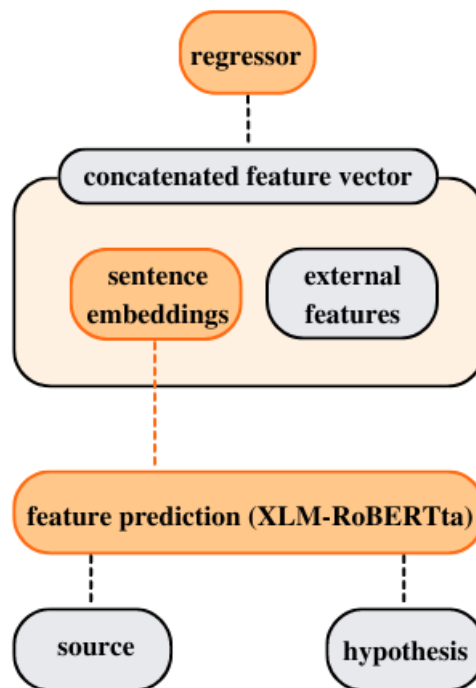 regressor
concatenated feature vector
sentence
embeddings
external
features
feature prediction (XLM-RoBERTta)
source
hypothesis